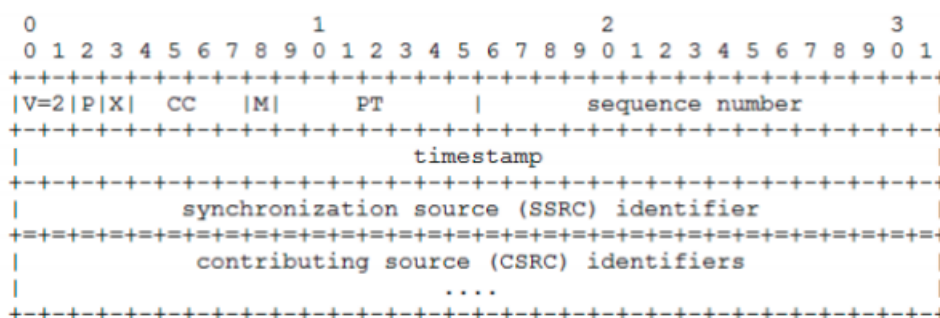 0                   1                   2                   3
0 1 2 3 4 5 6 7 8 9 0 1 2 3 4 5 6 7 8 9 0 1 2 3 4 5 6 7 8 9 0 1
+-+-+-+-+-+-+-+-+-+-+-+-+-+-+-+-+-+-+-+-+-+-+-+-+-+-+-+-+-+-+-+-
|V=2|P|X|  CC   |M|     PT      |       sequence number         |
+-+-+-+-+-+-+-+-+-+-+-+-+-+-+-+-+-+-+-+-+-+-+-+-+-+-+-+-+-+-+-+-
|                           timestamp                           |
+-+-+-+-+-+-+-+-+-+-+-+-+-+-+-+-+-+-+-+-+-+-+-+-+-+-+-+-+-+-+-+-
|           synchronization source (SSRC) identifier            |
+=+=+=+=+=+=+=+=+=+=+=+=+=+=+=+=+=+=+=+=+=+=+=+=+=+=+=+=+=+=+=+=
|            contributing source (CSRC) identifiers             |
|                             ....                              |
+-+-+-+-+-+-+-+-+-+-+-+-+-+-+-+-+-+-+-+-+-+-+-+-+-+-+-+-+-+-+-+-